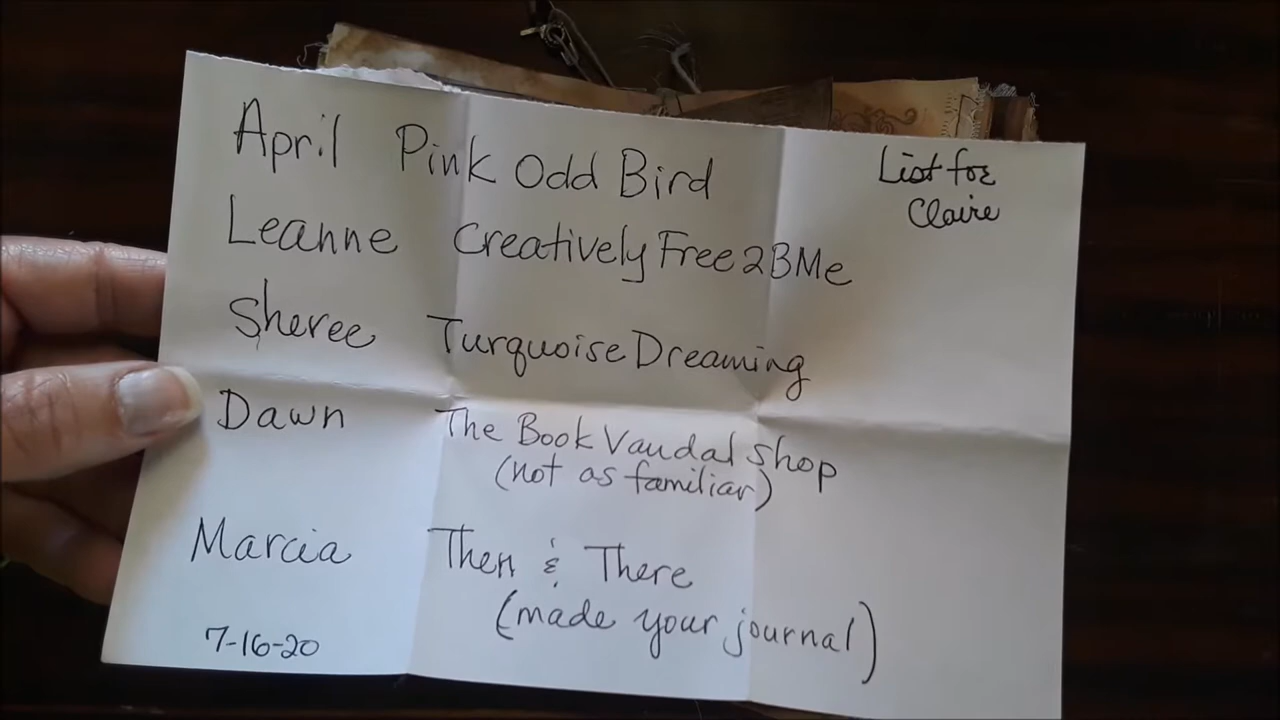 April Pink Odd Bird
List for
Claire
Leanne Creatively Free2BMe
Sheree Turquoise Dreaming
Dawn The Book Vandal Shop
(not as familiar)
Marcia Then & There
(made your journal)
7-16-20